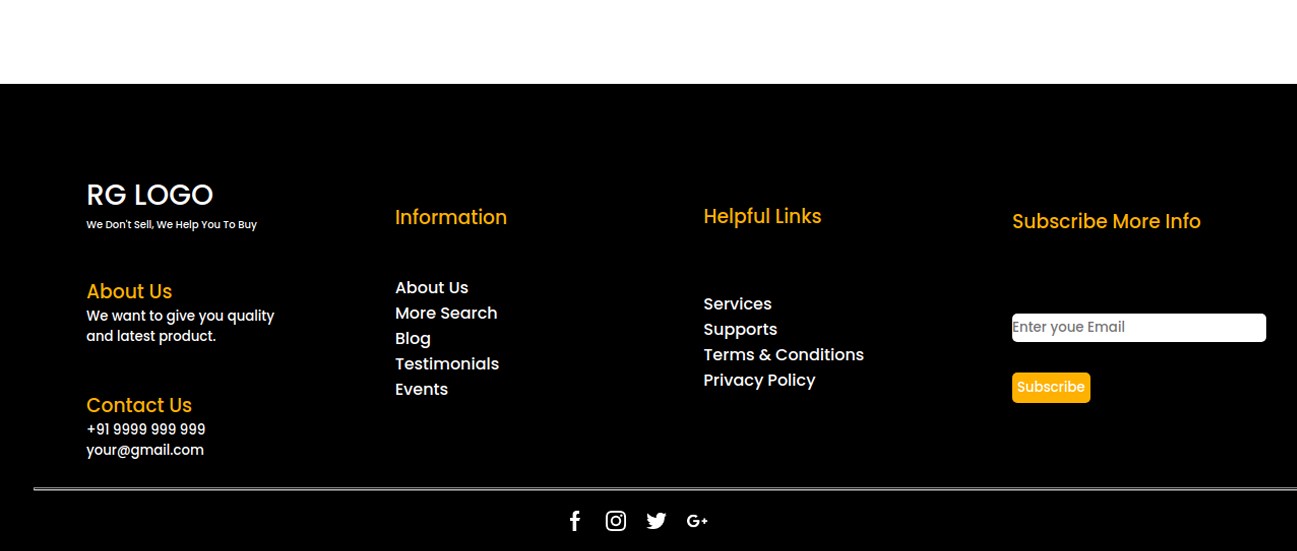 RG LOGO
We Don't Sell, We Help You To Buy
About Us
We want to give you quality
and latest product.
Contact Us
+91 9999 999 999
your@gmail.com
Information
About Us
More Search
Blog
Testimonials
Events
Helpful Links
Services
Supports
Terms & Conditions
Privacy Policy
Subscribe More Info
Enter youe Email
Subscribe